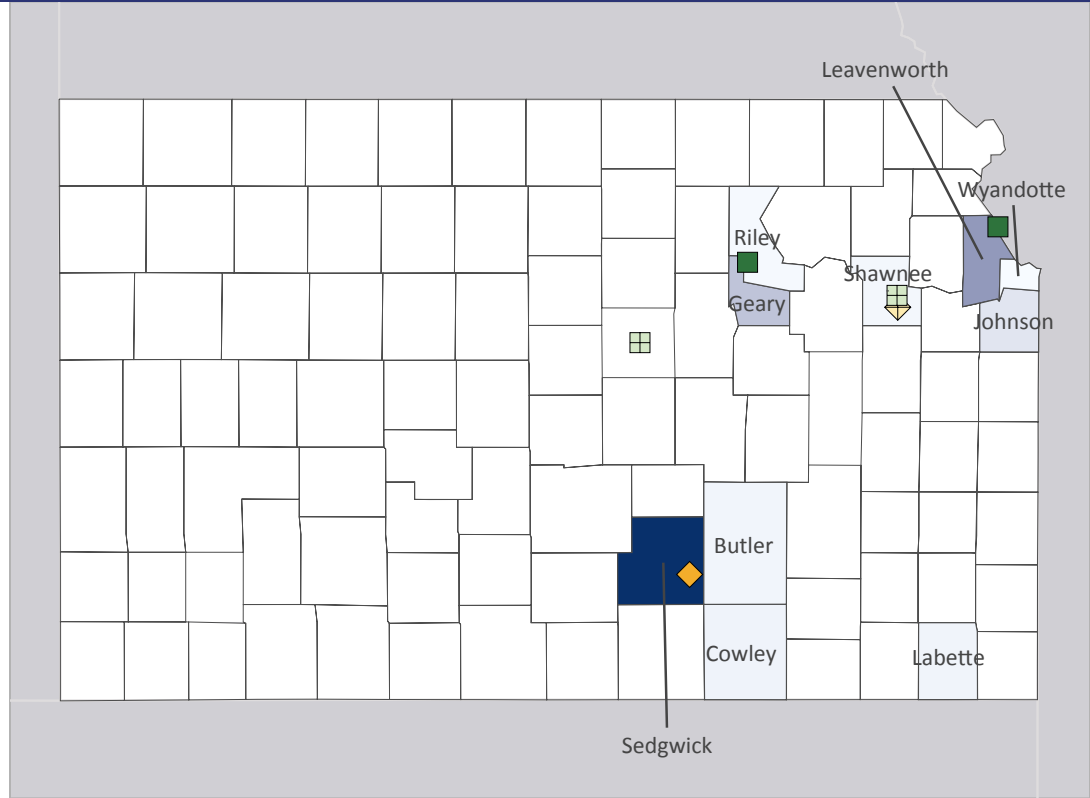 Leavenworth
Wyandotte
Riley
Shawnee
Geary
Johnson
Butler
Cowley
Labette
Sedgwick